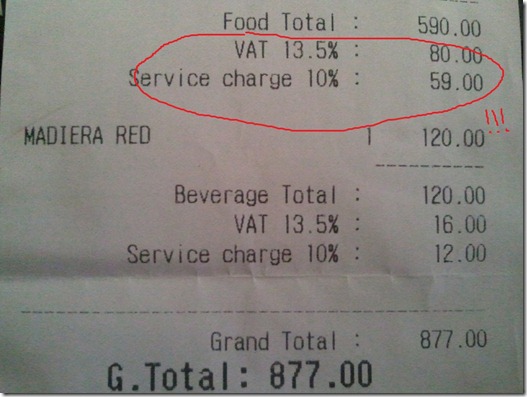 Food Total : 590.00
VAT 13.5% : 80.00
Service charge 10% : 59.00
!!!
MADIERA RED 1 120.00
Beverage Total : 120.00
VAT 13.5% : 16.00
Service charge 10% : 12.00
Grand Total : 877.00
G.Total: 877.00